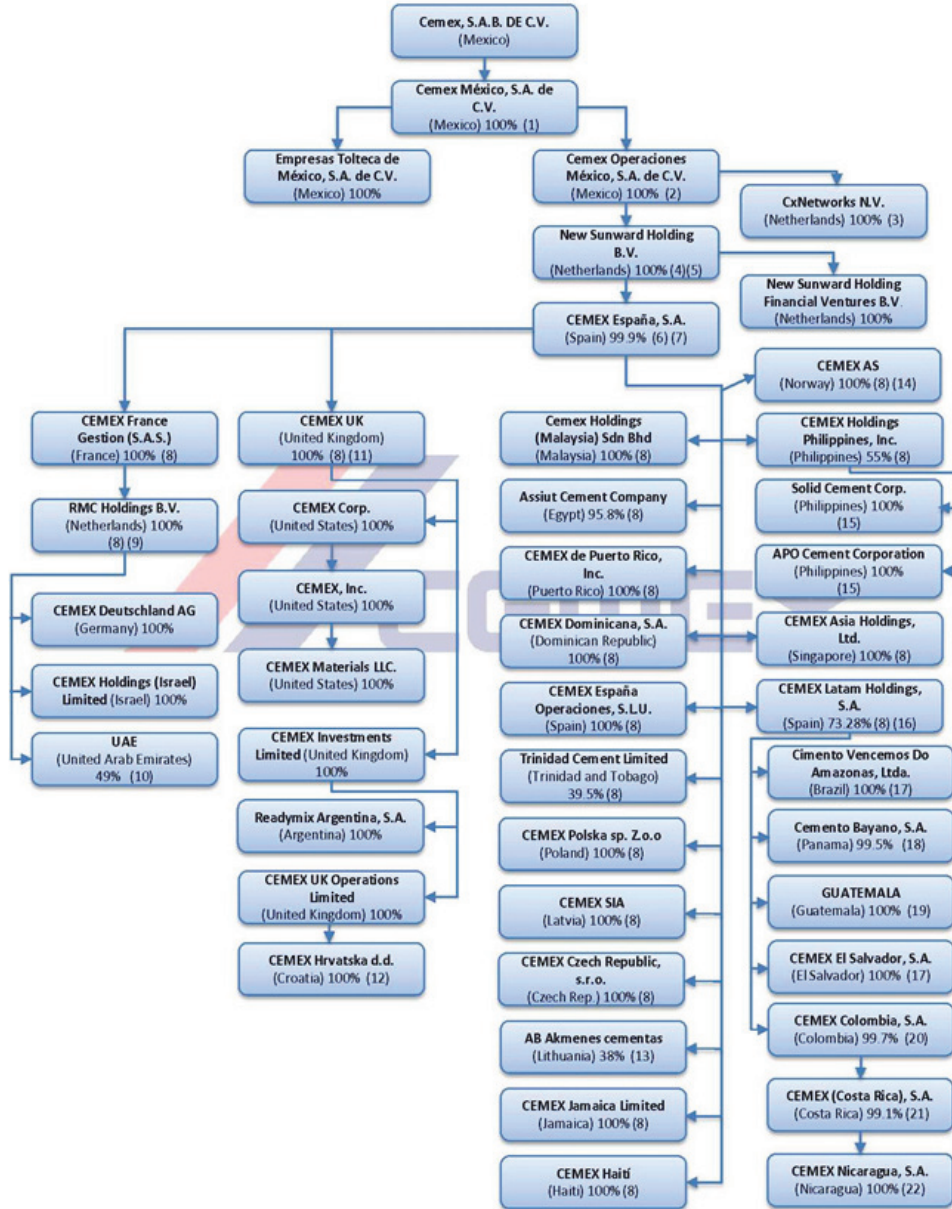 Cemex, S.A.B. DE C.V.
(Mexico)
Cemex México, S.A. de
C.V.
(Mexico) 100% (1)
Empresas Tolteca de
México, S.A. de C.V.
(Mexico) 100%
Cemex Operaciones
México, S.A. de C.V.
(Mexico) 100% (2)
CxNetworks N.V.
(Netherlands) 100% (3)
New Sunward Holding
B.V.
(Netherlands) 100% (4)(5)
New Sunward Holding
Financial Ventures B.V.
(Netherlands) 100%
CEMEX España, S.A.
(Spain) 99.9% (6) (7)
CEMEX France
Gestion (S.A.S.)
(France) 100% (8)
RMC Holdings B.V.
(Netherlands) 100%
(8) (9)
CEMEX Deutschland AG
(Germany) 100%
CEMEX Holdings (Israel)
Limited (Israel) 100%
UAE
(United Arab Emirates)
49% (10)
CEMEX UK
(United Kingdom)
100% (8) (11)
CEMEX Corp.
(United States) 100%
CEMEX, Inc.
(United States) 100%
CEMEX Materials LLC.
(United States) 100%
CEMEX Investments
Limited (United Kingdom)
100%
Readymix Argentina, S.A.
(Argentina) 100%
CEMEX UK Operations
Limited
(United Kingdom) 100%
CEMEX Hrvatska d.d.
(Croatia) 100% (12)
Cemex Holdings
(Malaysia) Sdn Bhd
(Malaysia) 100% (8)
Assiut Cement Company
(Egypt) 95.8% (8)
CEMEX de Puerto Rico,
Inc.
(Puerto Rico) 100% (8)
CEMEX Dominicana, S.A.
(Dominican Republic)
100% (8)
CEMEX España
Operaciones, S.L.U.
(Spain) 100% (8)
Trinidad Cement Limited
(Trinidad and Tobago)
39.5% (8)
CEMEX Polska sp. Z.o.o
(Poland) 100% (8)
CEMEX SIA
(Latvia) 100% (8)
CEMEX Czech Republic,
s.r.o.
(Czech Rep.) 100% (8)
AB Akmenes cementas
(Lithuania) 38% (13)
CEMEX Jamaica Limited
(Jamaica) 100% (8)
CEMEX Haití
(Haiti) 100% (8)
CEMEX AS
(Norway) 100% (8) (14)
CEMEX Holdings
Philippines, Inc.
(Philippines) 55% (8)
Solid Cement Corp.
(Philippines) 100%
(15)
APO Cement Corporation
(Philippines) 100%
(15)
CEMEX Asia Holdings,
Ltd.
(Singapore) 100% (8)
CEMEX Latam Holdings,
S.A.
(Spain) 73.28% (8) (16)
Cimento Vencemos Do
Amazonas, Ltda.
(Brazil) 100% (17)
Cemento Bayano, S.A.
(Panama) 99.5% (18)
GUATEMALA
(Guatemala) 100% (19)
CEMEX El Salvador, S.A.
(El Salvador) 100% (17)
CEMEX Colombia, S.A.
(Colombia) 99.7% (20)
CEMEX (Costa Rica), S.A.
(Costa Rica) 99.1% (21)
CEMEX Nicaragua, S.A.
(Nicaragua) 100% (22)